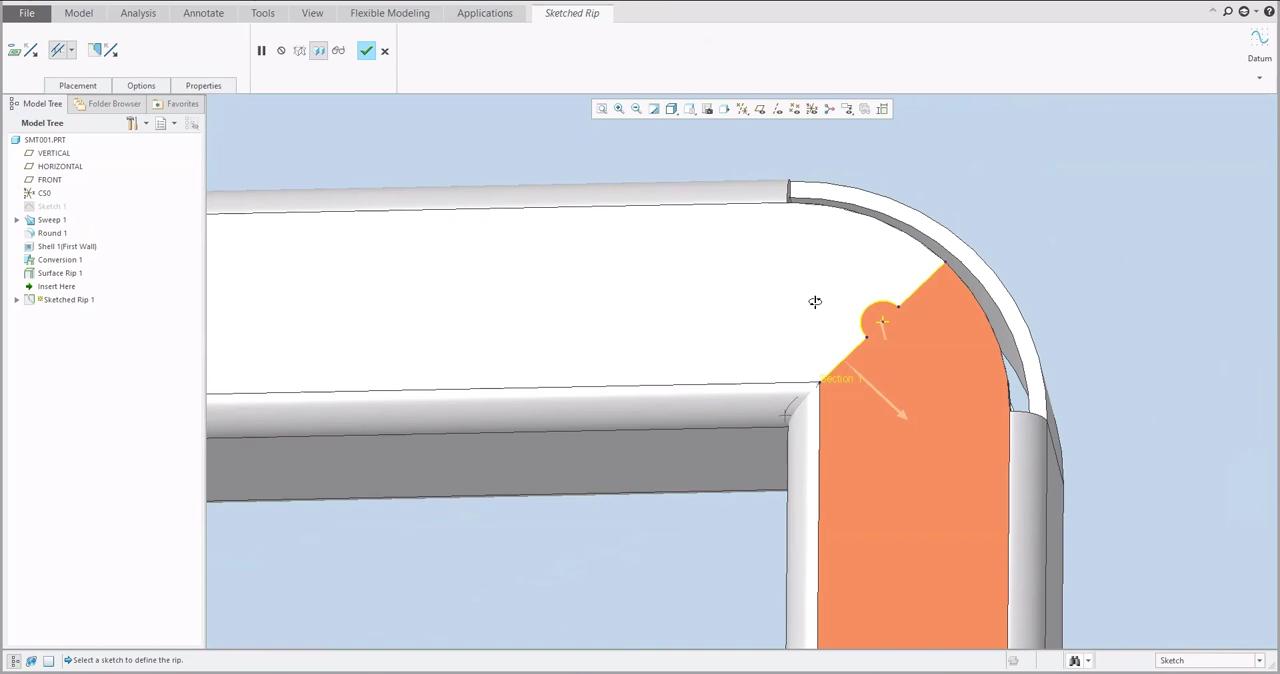 File Model Analysis Annotate Tools View Flexible Modeling Applications Sketched Rip
Datum
Placement Options Properties
Model Tree Folder Browser Favorites
Model Tree
SMT001.PRT
VERTICAL
HORIZONTAL
FRONT
CS0
Sketch 1
Sweep 1
Round 1
Shell 1(First Wall)
Conversion 1
Surface Rip 1
Insert Here
Sketched Rip 1
Section 1
Select a sketch to define the rip.
Sketch